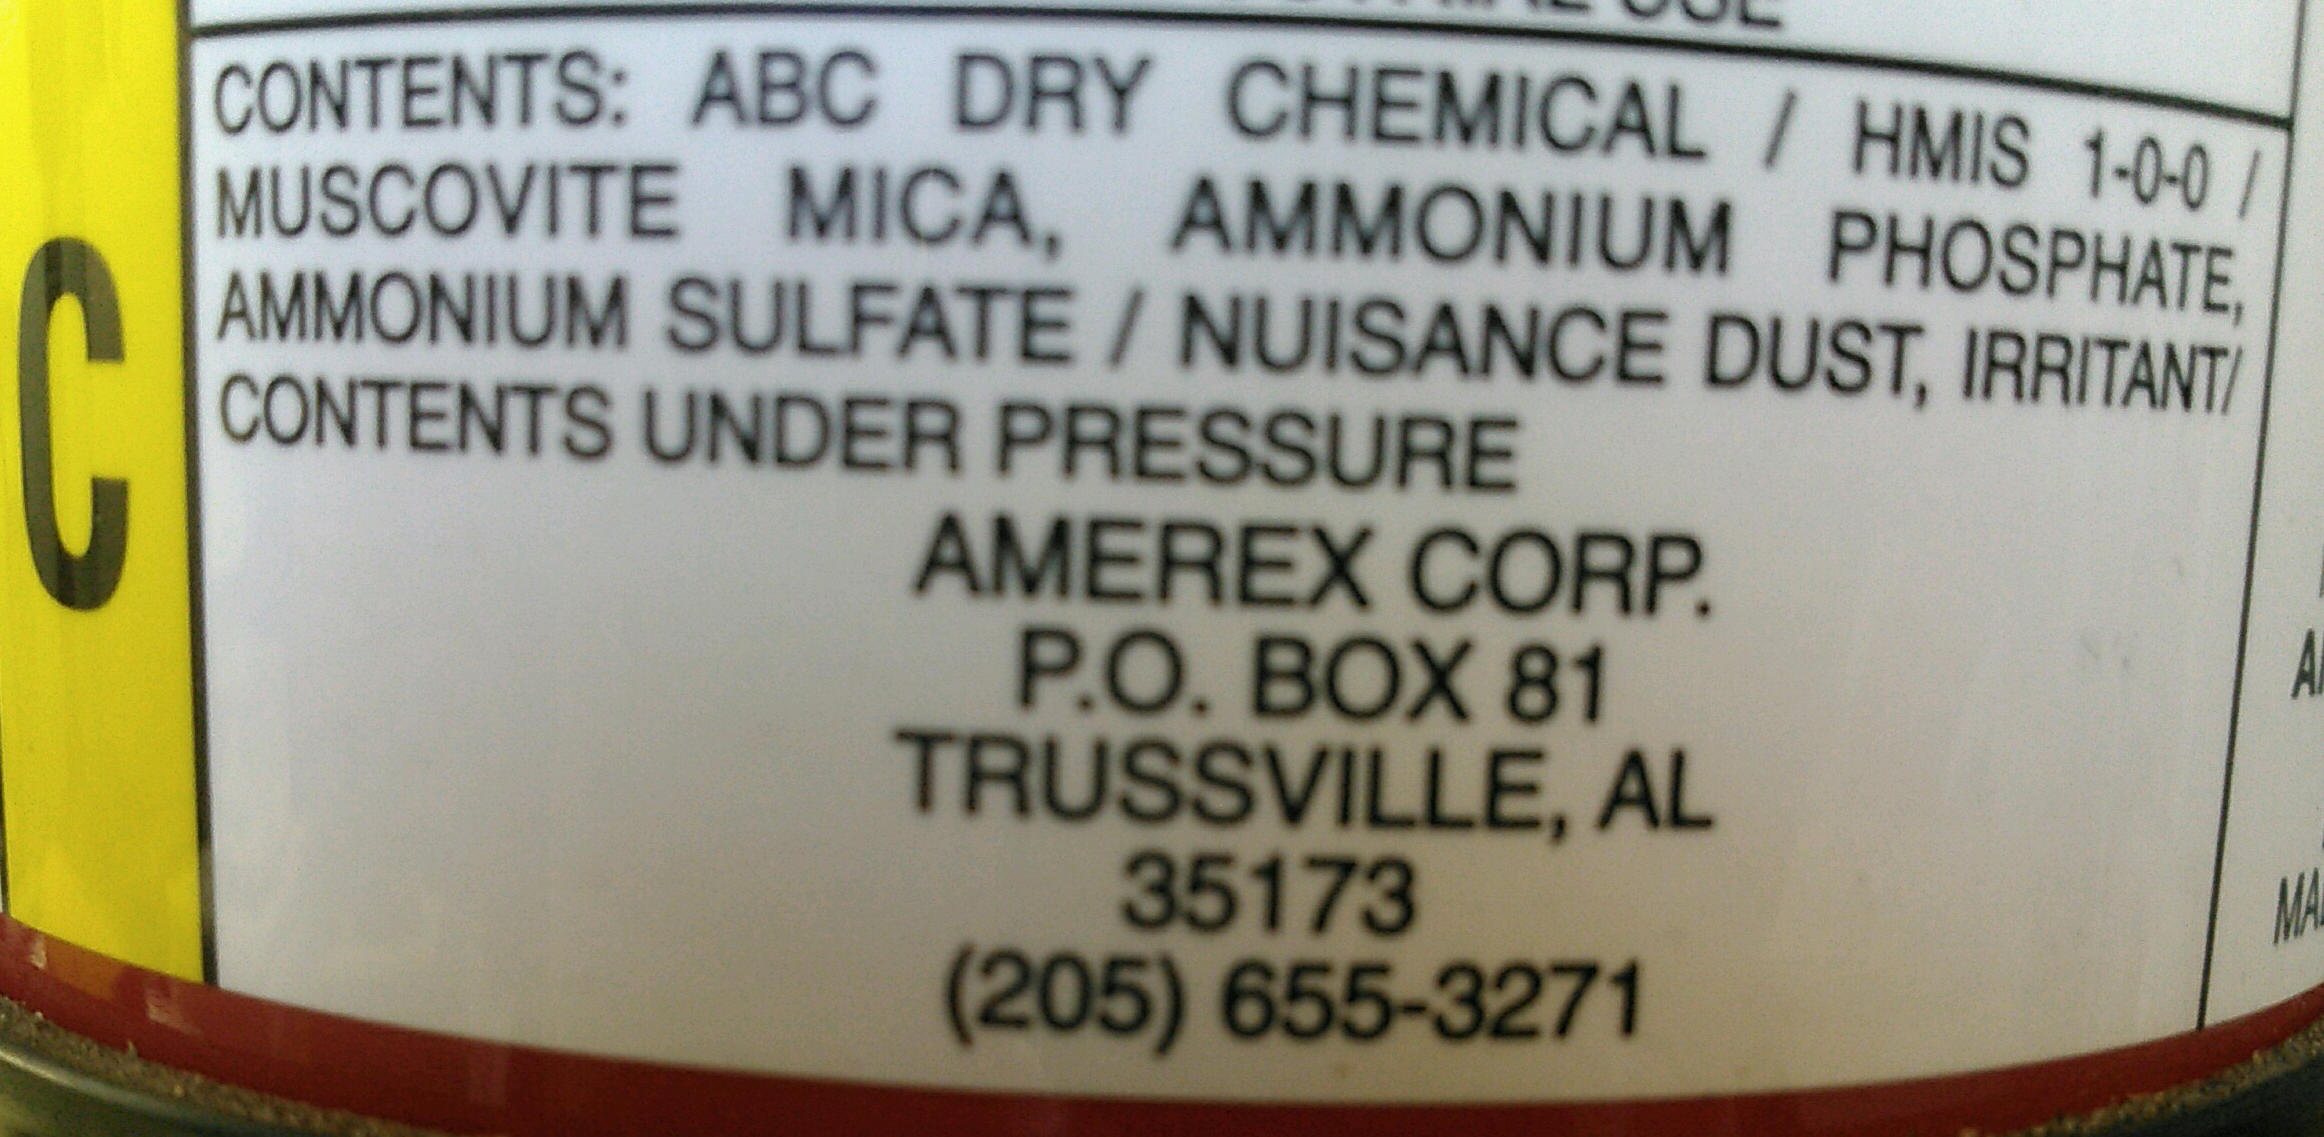 USE
CONTENTS: ABC DRY CHEMICAL / HMIS 1-0-0 /
MUSCOVITE MICA, AMMONIUM PHOSPHATE,
AMMONIUM SULFATE / NUISANCE DUST, IRRITANT/
CONTENTS UNDER PRESSURE
AMEREX CORP.
P.O. BOX 81
TRUSSVILLE, AL
35173
(205) 655-3271
C